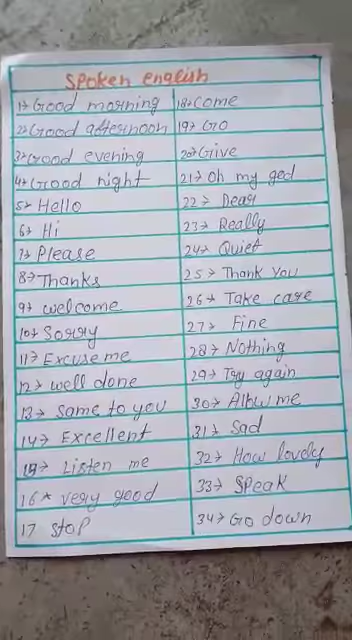 Spoken English
1→ Good morning
2→ Good afternoon
3→ Good evening
4→ Good night
5→ Hello
6→ Hi
7→ Please
8→ Thanks
9→ welcome
10→ Sorry
11→ Excuse me
12→ well done
13→ same to you
14→ Excellent
15→ Listen me
16→ very good
17 stop
18→ come
19→ Go
20→ Give
21→ oh my god
22→ Dear
23→ Really
24→ Quiet
25→ Thank you
26→ Take care
27→ Fine
28→ Nothing
29→ Try again
30→ Allow me
31→ Sad
32→ How lovely
33→ Speak
34→ Go down